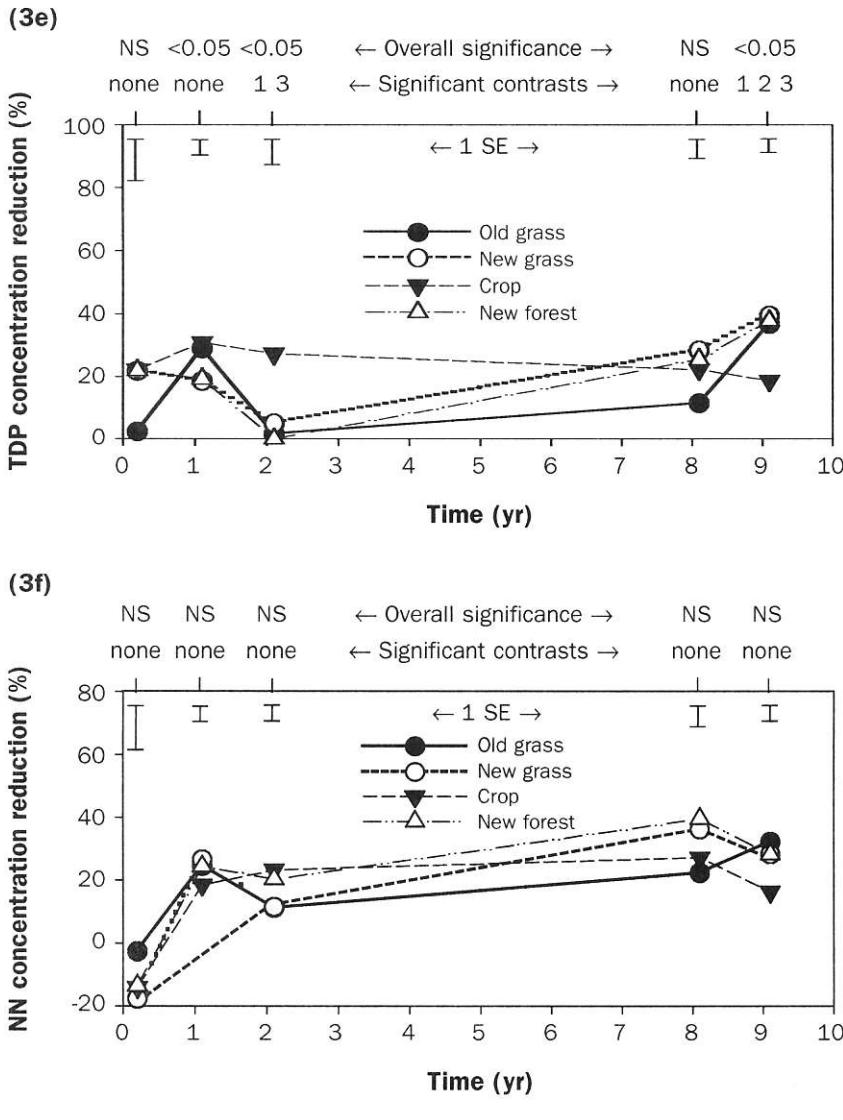 (3e)
NS <0.05 <0.05 ← Overall significance → NS <0.05
none none 1 3 ← Significant contrasts → none 1 2 3
TDP concentration reduction (%)
100
80
60
40
20
0
← 1 SE →
Old grass
New grass
Crop
New forest
0 1 2 3 4 5 6 7 8 9 10
Time (yr)
(3f)
NS NS NS ← Overall significance → NS NS
none none none ← Significant contrasts → none none
NN concentration reduction (%)
80
60
40
20
0
-20
← 1 SE →
Old grass
New grass
Crop
New forest
0 1 2 3 4 5 6 7 8 9 10
Time (yr)